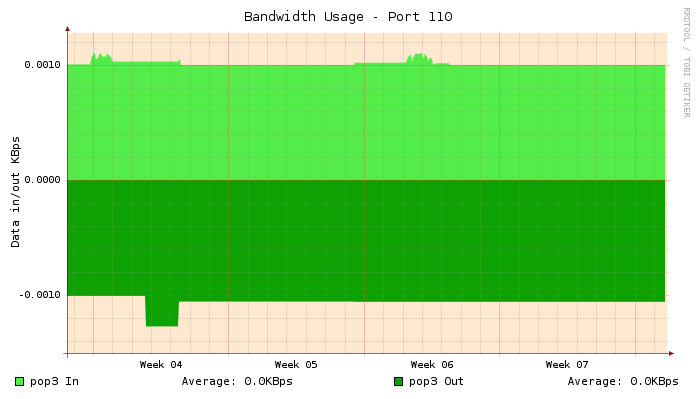 Bandwidth Usage - Port 110
RRDTOOL / TOBI OETIKER
Data in/out KBps
0.0010
0.0000
-0.0010
Week 04 Week 05 Week 06 Week 07
pop3 In Average: 0.0KBps pop3 Out Average: 0.0KBps